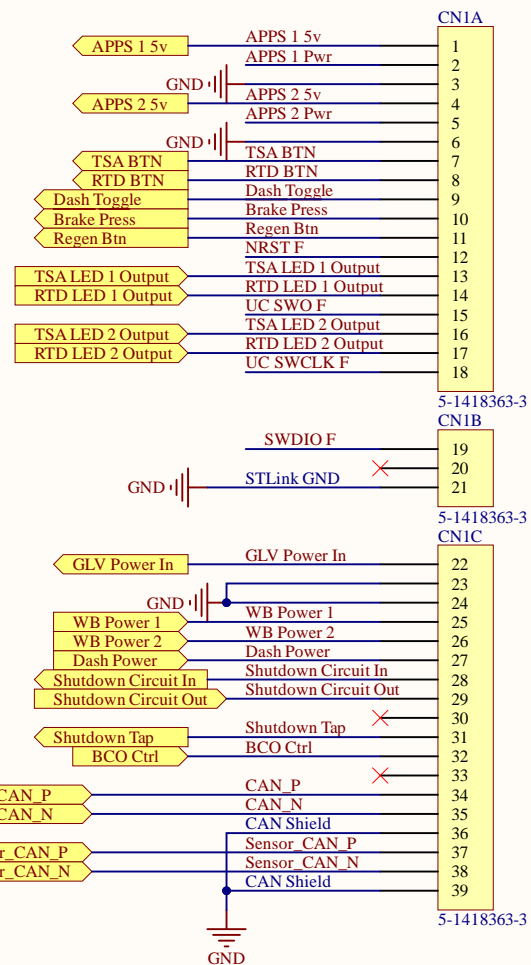 CN1A
APPS 1 5v APPS 1 5v 1
APPS 1 Pwr 2
GND 3
APPS 2 5v APPS 2 5v 4
APPS 2 Pwr 5
GND 6
TSA BTN TSA BTN 7
RTD BTN RTD BTN 8
Dash Toggle Dash Toggle 9
Brake Press Brake Press 10
Regen Btn Regen Btn 11
NRST F 12
TSA LED 1 Output TSA LED 1 Output 13
RTD LED 1 Output RTD LED 1 Output 14
UC SWO F 15
TSA LED 2 Output TSA LED 2 Output 16
RTD LED 2 Output RTD LED 2 Output 17
UC SWCLK F 18
5-1418363-3
CN1B
SWDIO F 19
20
GND STLink GND 21
5-1418363-3
CN1C
GLV Power In GLV Power In 22
23
GND 24
WB Power 1 WB Power 1 25
WB Power 2 WB Power 2 26
Dash Power Dash Power 27
Shutdown Circuit In Shutdown Circuit In 28
Shutdown Circuit Out Shutdown Circuit Out 29
30
Shutdown Tap Shutdown Tap 31
BCO Ctrl BCO Ctrl 32
33
CAN_P CAN_P 34
CAN_N CAN_N 35
CAN Shield 36
r_CAN_P Sensor_CAN_P 37
r_CAN_N Sensor_CAN_N 38
CAN Shield 39
5-1418363-3
GND